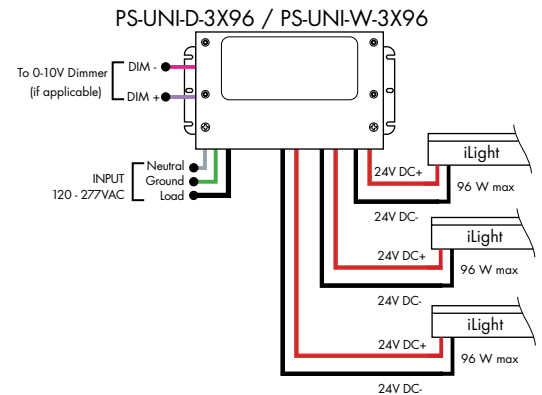 PS-UNI-D-3X96 / PS-UNI-W-3X96
To 0-10V Dimmer
(if applicable)
DIM -
DIM +
INPUT
120 - 277VAC
Neutral
Ground
Load
24V DC+
iLight
96 W max
24V DC-
24V DC+
iLight
96 W max
24V DC-
24V DC+
iLight
96 W max
24V DC-